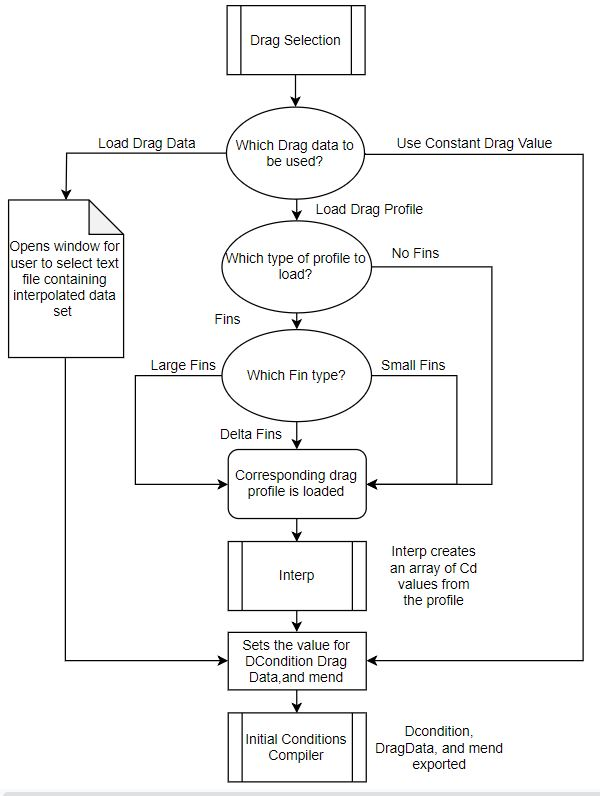 Drag Selection
Load Drag Data
Which Drag data to
be used?
Use Constant Drag Value
Load Drag Profile
Opens window for
user to select text
file containing
interpolated data
set
Which type of profile to
load?
No Fins
Fins
Large Fins
Which Fin type?
Small Fins
Delta Fins
Corresponding drag
profile is loaded
Interp
Interp creates
an array of Cd
values from
the profile
Sets the value for
DCondition Drag
Data,and mend
Initial Conditions
Compiler
Dcondition,
DragData, and mend
exported